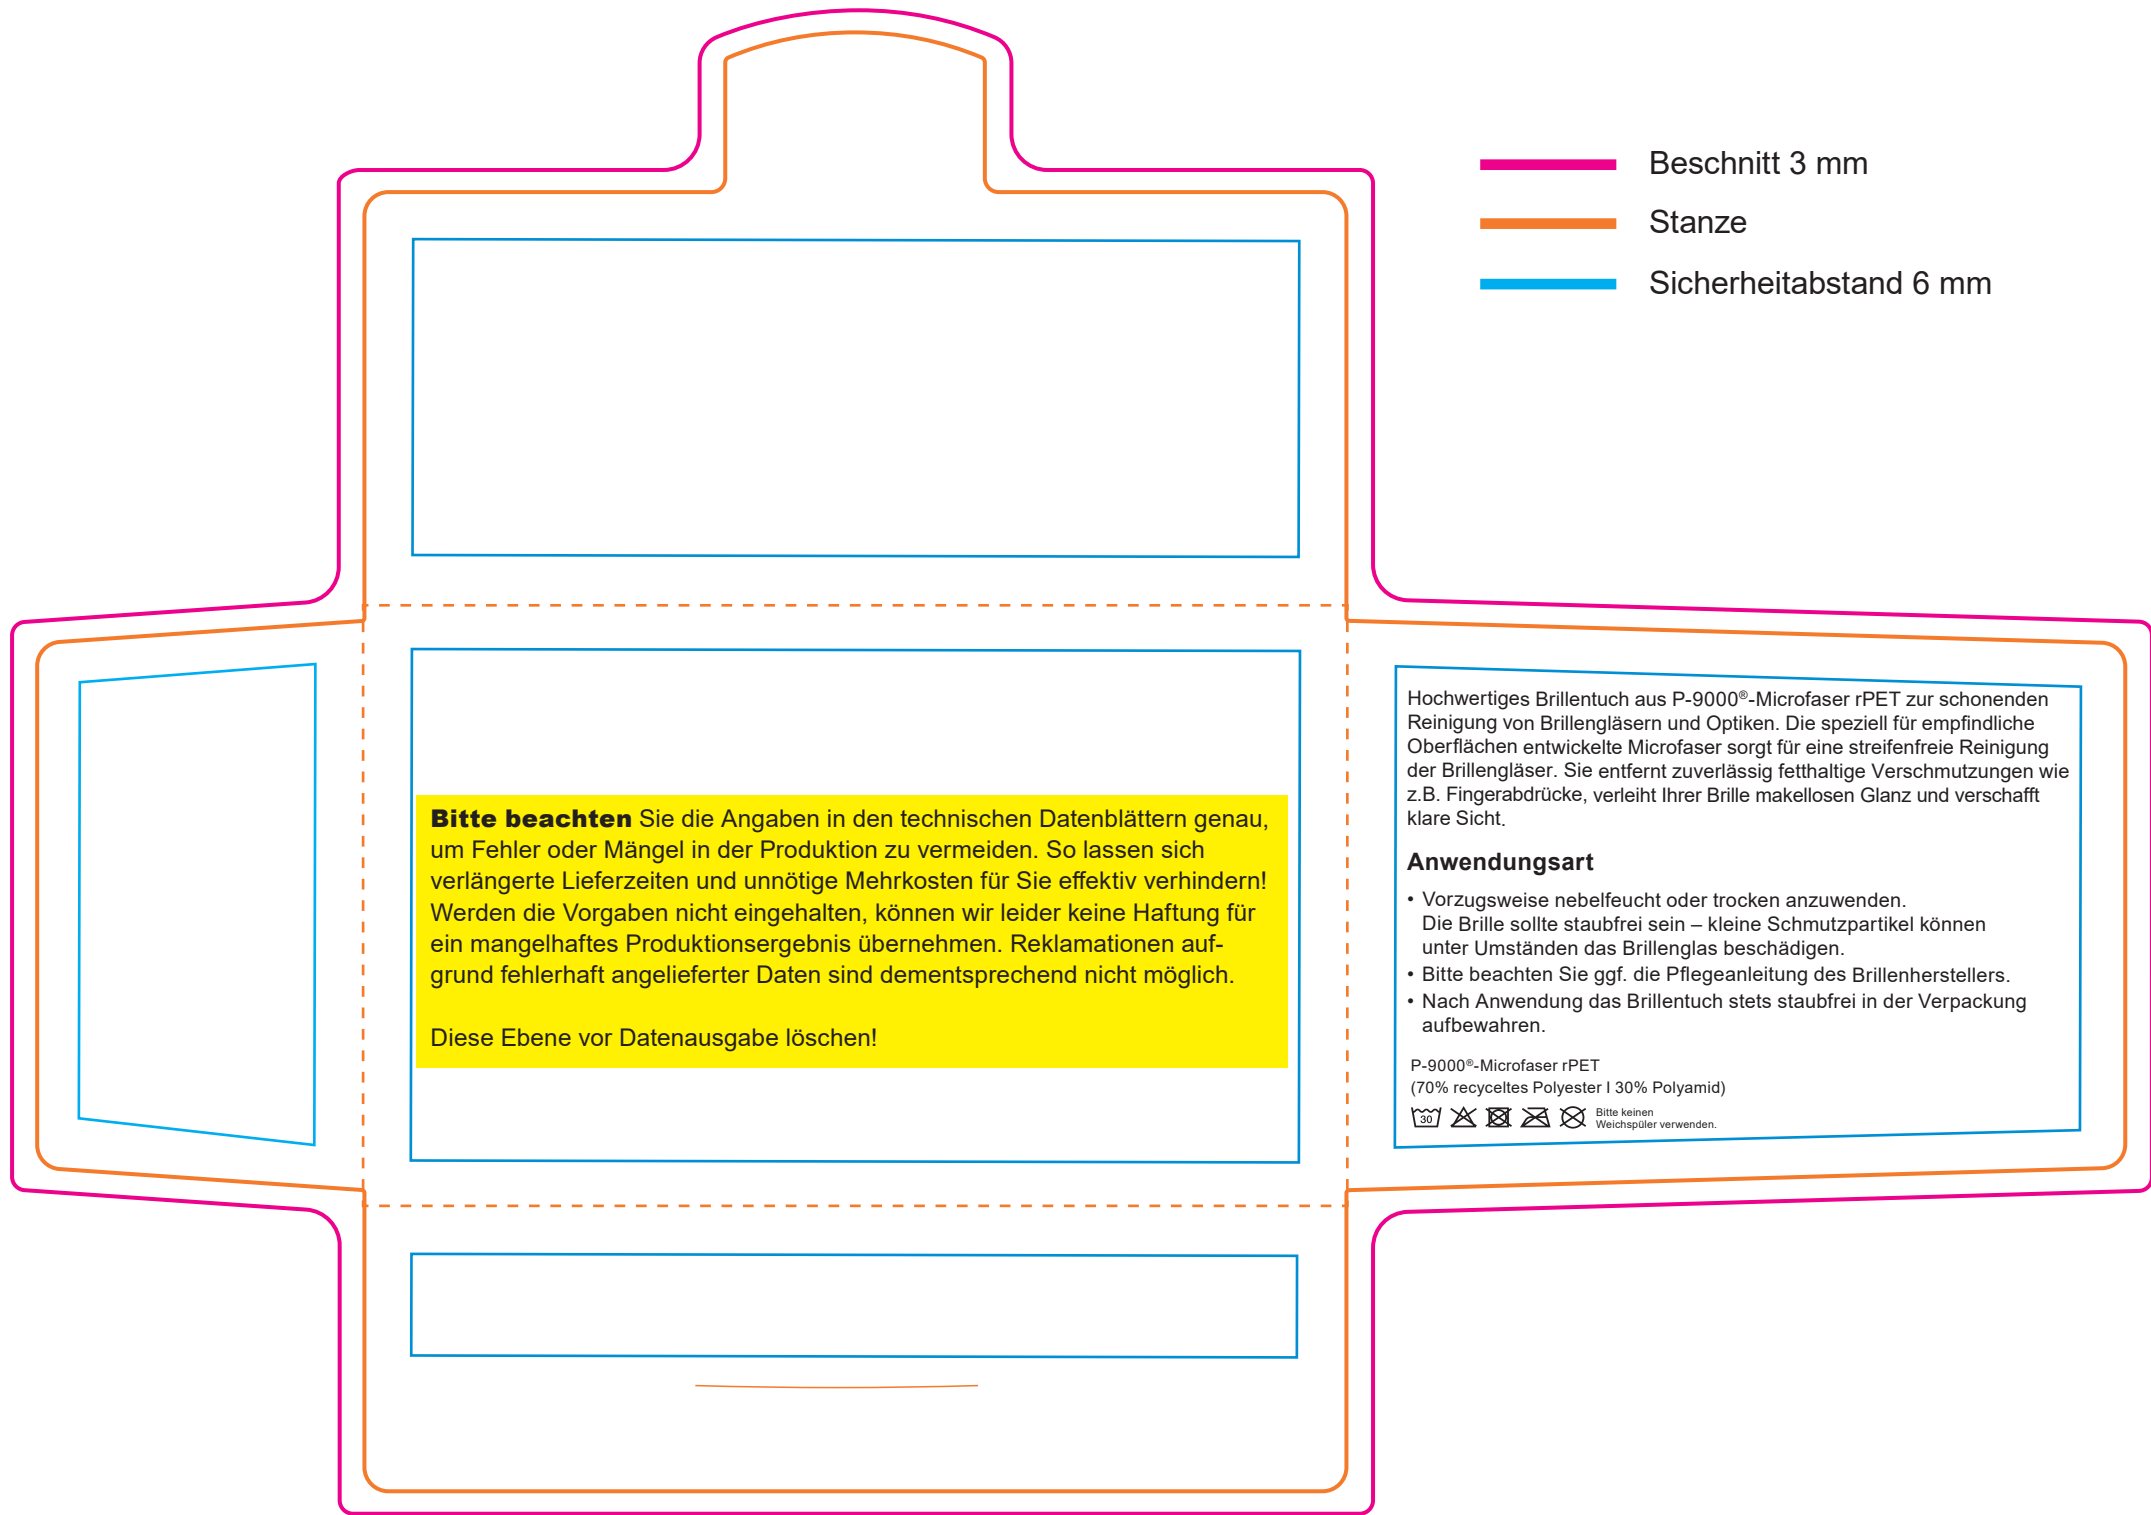 Beschnitt 3 mm
Stanze
Sicherheitabstand 6 mm
Bitte beachten Sie die Angaben in den technischen Datenblättern genau,
um Fehler oder Mängel in der Produktion zu vermeiden. So lassen sich
verlängerte Lieferzeiten und unnötige Mehrkosten für Sie effektiv verhindern!
Werden die Vorgaben nicht eingehalten, können wir leider keine Haftung für
ein mangelhaftes Produktionsergebnis übernehmen. Reklamationen auf-
grund fehlerhaft angelieferter Daten sind dementsprechend nicht möglich.
Diese Ebene vor Datenausgabe löschen!
Hochwertiges Brillentuch aus P-9000®-Microfaser rPET zur schonenden
Reinigung von Brillengläsern und Optiken. Die speziell für empfindliche
Oberflächen entwickelte Microfaser sorgt für eine streifenfreie Reinigung
der Brillengläser. Sie entfernt zuverlässig fetthaltige Verschmutzungen wie
z.B. Fingerabdrücke, verleiht Ihrer Brille makellosen Glanz und verschafft
klare Sicht.
Anwendungsart
• Vorzugsweise nebelfeucht oder trocken anzuwenden.
Die Brille sollte staubfrei sein – kleine Schmutzpartikel können
unter Umständen das Brillenglas beschädigen.
• Bitte beachten Sie ggf. die Pflegeanleitung des Brillenherstellers.
• Nach Anwendung das Brillentuch stets staubfrei in der Verpackung
aufbewahren.
P-9000®-Microfaser rPET
(70% recyceltes Polyester I 30% Polyamid)
30
Bitte keinen
Weichspüler verwenden.